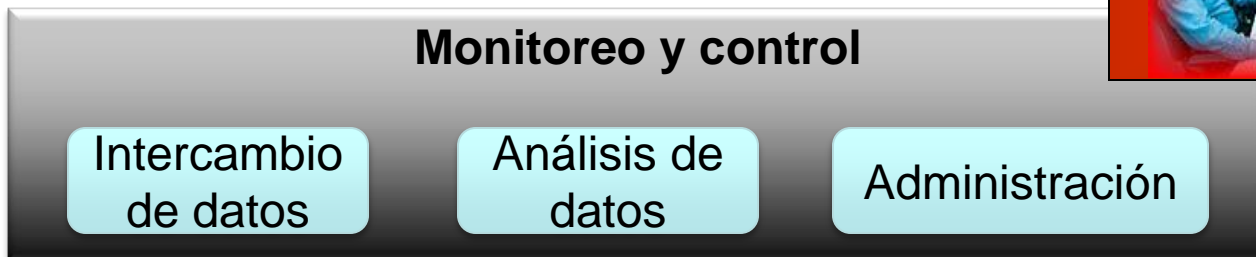 Monitoreo y control
Intercambio
de datos
Análisis de
datos
Administración